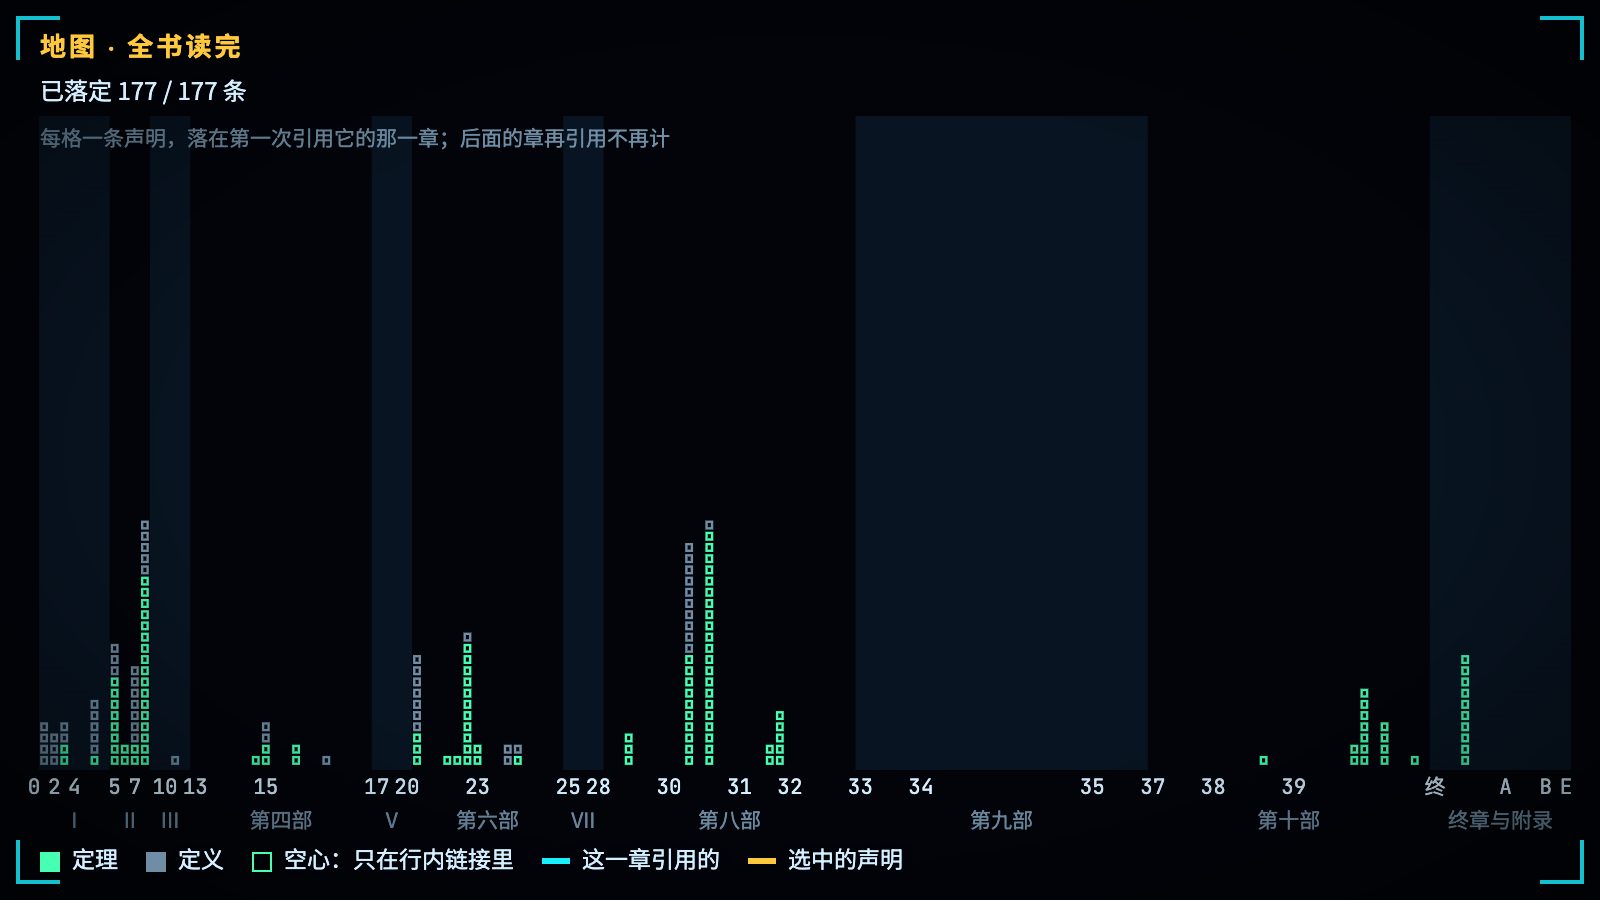 地图 · 全书读完
已落定 177 / 177 条
每格一条声明，落在第一次引用它的那一章；后面的章再引用不再计
0 2 4 5 7 10 13 15 17 20 23 25 28 30 31 32 33 34 35 37 38 39 终 A B E
I II III 第四部 V 第六部 VII 第八部 第九部 第十部 终章与附录
定理 定义 空心：只在行内链接里 这一章引用的 选中的声明